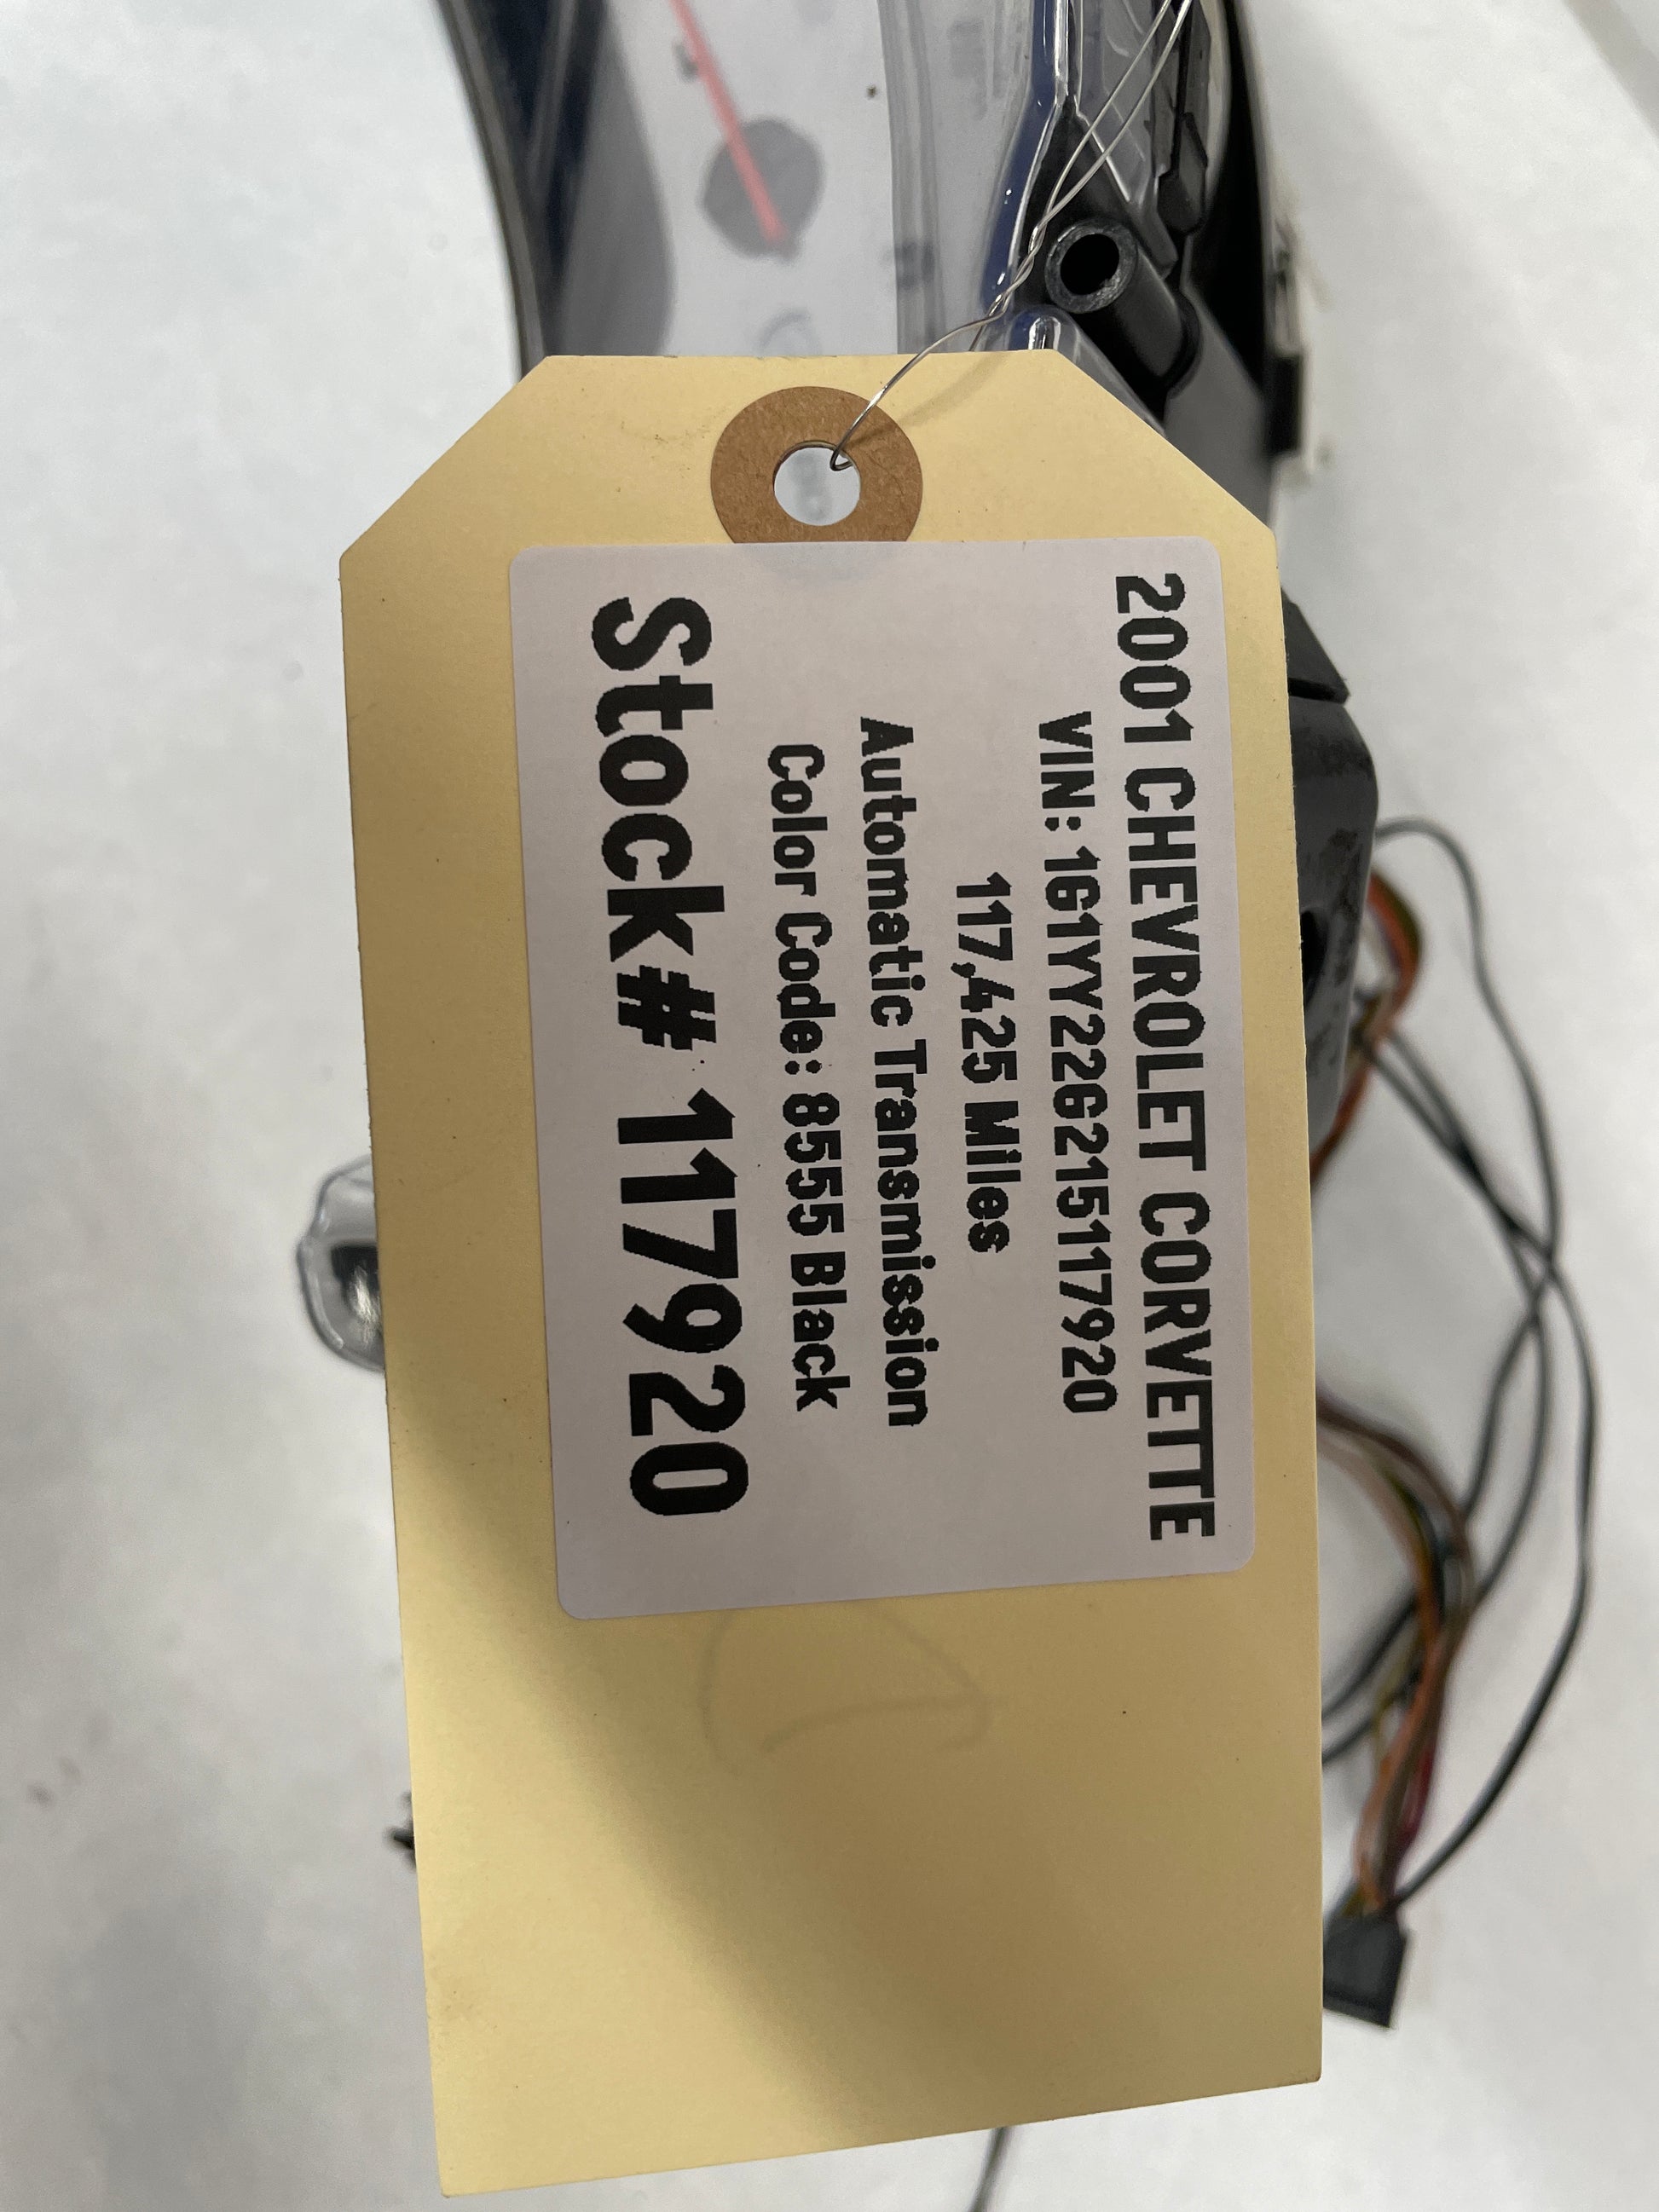 2001 CHEVROLET CORVETTE
VIN: 1G1YY22G215117920
117,425 Miles
Automatic Transmission
Color Code: 8555 Black
Stock# 117920